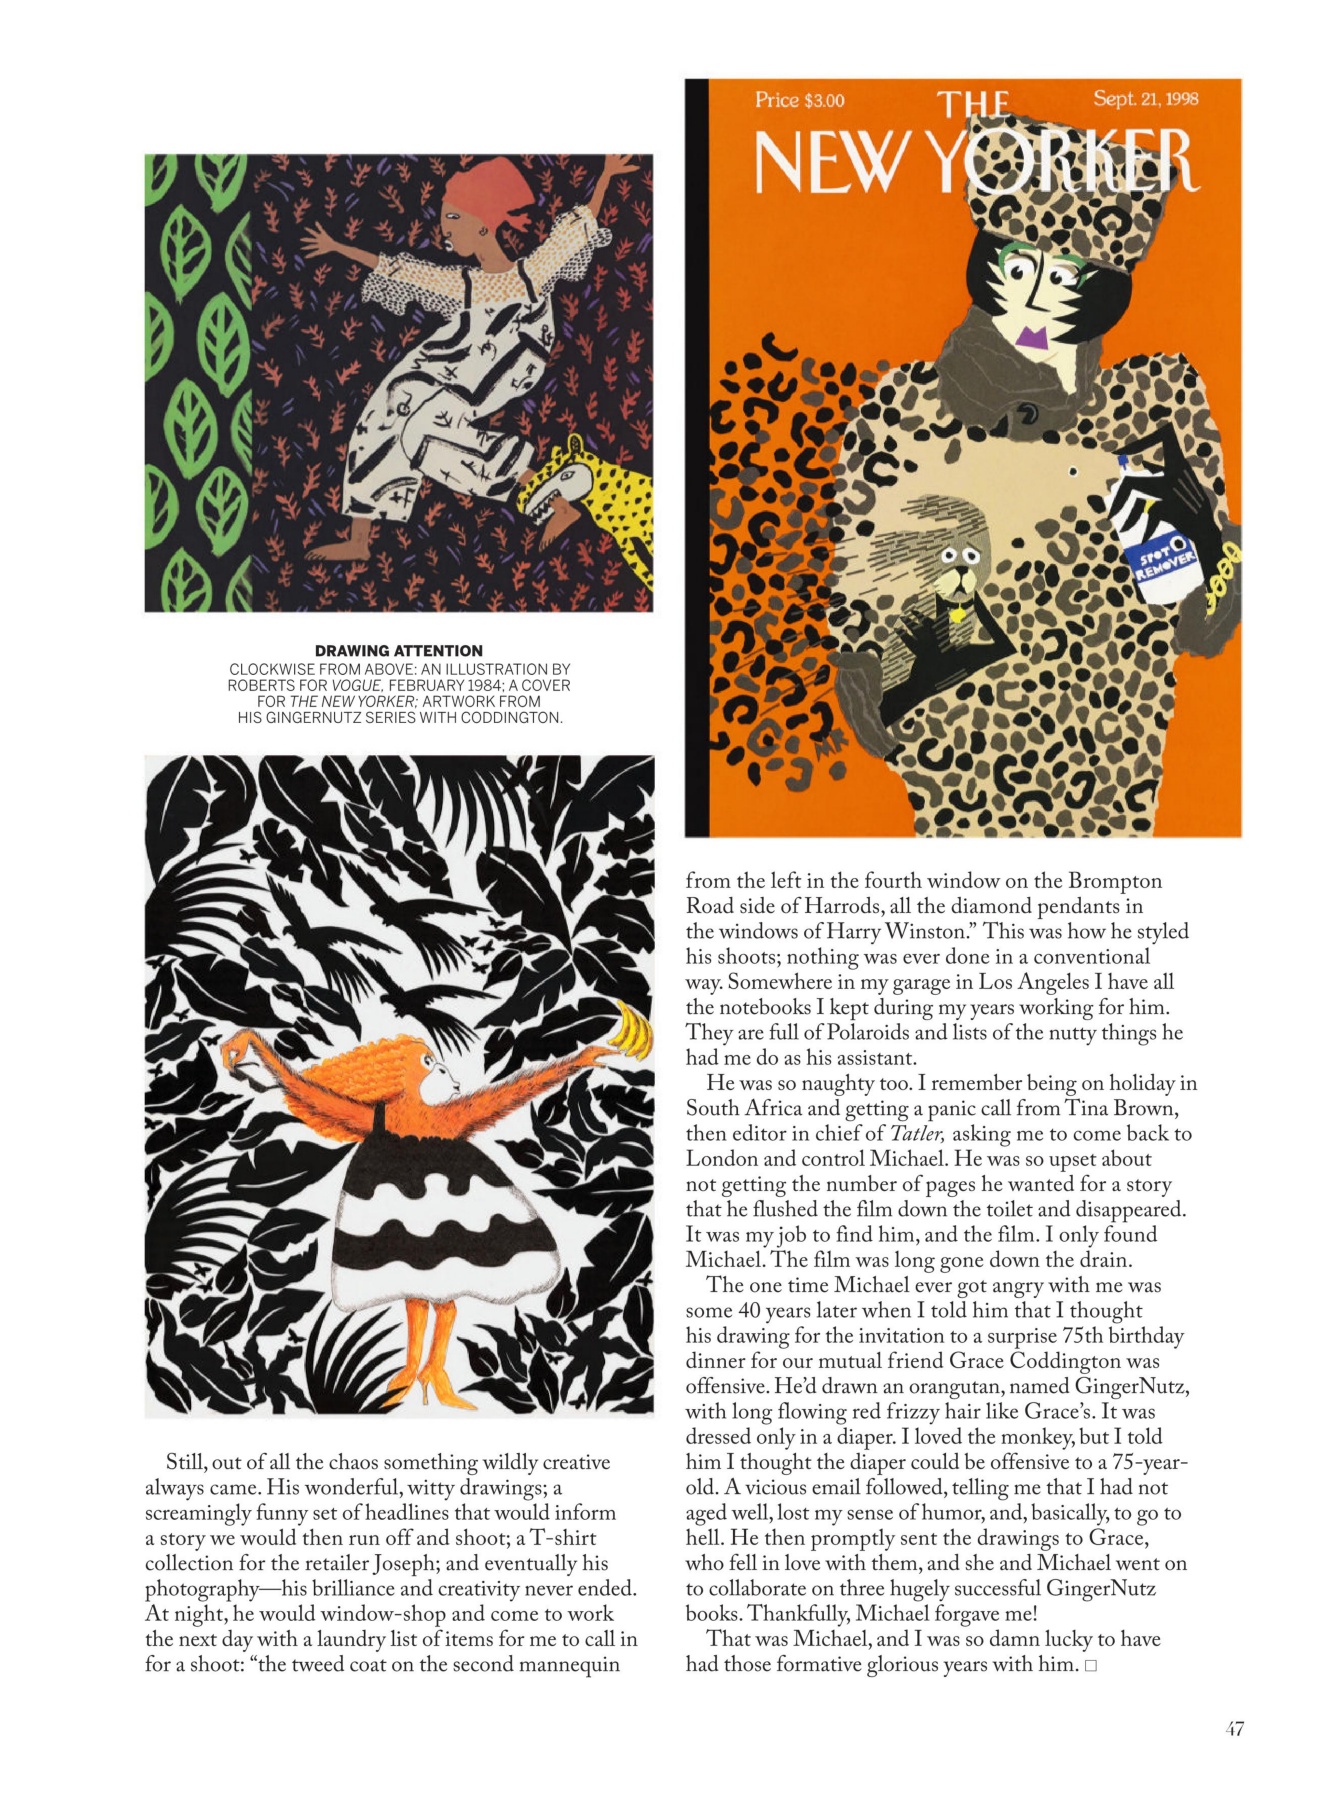 Price $3.00
THE
Sept. 21, 1998
NEW YORKER
SPOT
REMOVER
DRAWING ATTENTION
CLOCKWISE FROM ABOVE: AN ILLUSTRATION BY
ROBERTS FOR VOGUE, FEBRUARY 1984; A COVER
FOR THE NEW YORKER; ARTWORK FROM
HIS GINGERNUTZ SERIES WITH CODDINGTON.
Still, out of all the chaos something wildly creative
always came. His wonderful, witty drawings; a
screamingly funny set of headlines that would inform
a story we would then run off and shoot; a T-shirt
collection for the retailer Joseph; and eventually his
photography—his brilliance and creativity never ended.
At night, he would window-shop and come to work
the next day with a laundry list of items for me to call in
for a shoot: “the tweed coat on the second mannequin
from the left in the fourth window on the Brompton
Road side of Harrods, all the diamond pendants in
the windows of Harry Winston.” This was how he styled
his shoots; nothing was ever done in a conventional
way. Somewhere in my garage in Los Angeles I have all
the notebooks I kept during my years working for him.
They are full of Polaroids and lists of the nutty things he
had me do as his assistant.
He was so naughty too. I remember being on holiday in
South Africa and getting a panic call from Tina Brown,
then editor in chief of Tatler, asking me to come back to
London and control Michael. He was so upset about
not getting the number of pages he wanted for a story
that he flushed the film down the toilet and disappeared.
It was my job to find him, and the film. I only found
Michael. The film was long gone down the drain.
The one time Michael ever got angry with me was
some 40 years later when I told him that I thought
his drawing for the invitation to a surprise 75th birthday
dinner for our mutual friend Grace Coddington was
offensive. He’d drawn an orangutan, named GingerNutz,
with long flowing red frizzy hair like Grace’s. It was
dressed only in a diaper. I loved the monkey, but I told
him I thought the diaper could be offensive to a 75-year-
old. A vicious email followed, telling me that I had not
aged well, lost my sense of humor, and, basically, to go to
hell. He then promptly sent the drawings to Grace,
who fell in love with them, and she and Michael went on
to collaborate on three hugely successful GingerNutz
books. Thankfully, Michael forgave me!
That was Michael, and I was so damn lucky to have
had those formative glorious years with him. □
47